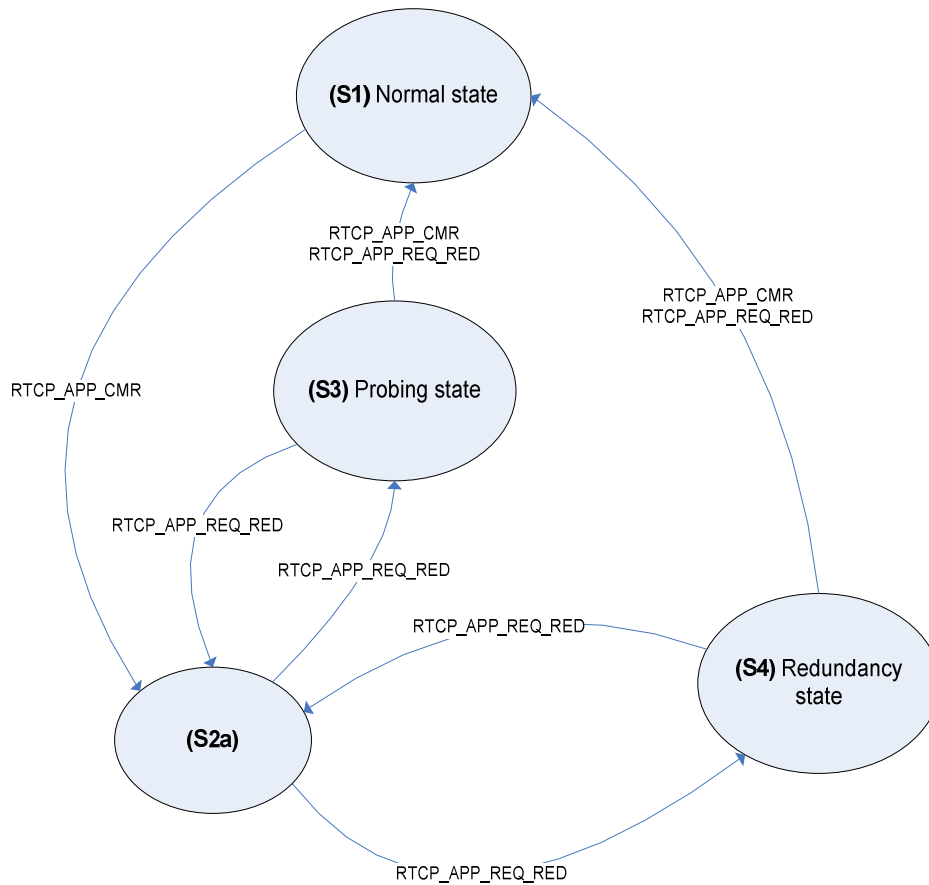 (S1) Normal state
RTCP_APP_CMR
RTCP_APP_REQ_RED
RTCP_APP_CMR
RTCP_APP_REQ_RED
RTCP_APP_CMR
(S3) Probing state
RTCP_APP_REQ_RED
RTCP_APP_REQ_RED
RTCP_APP_REQ_RED
(S4) Redundancy
state
(S2a)
RTCP_APP_REQ_RED